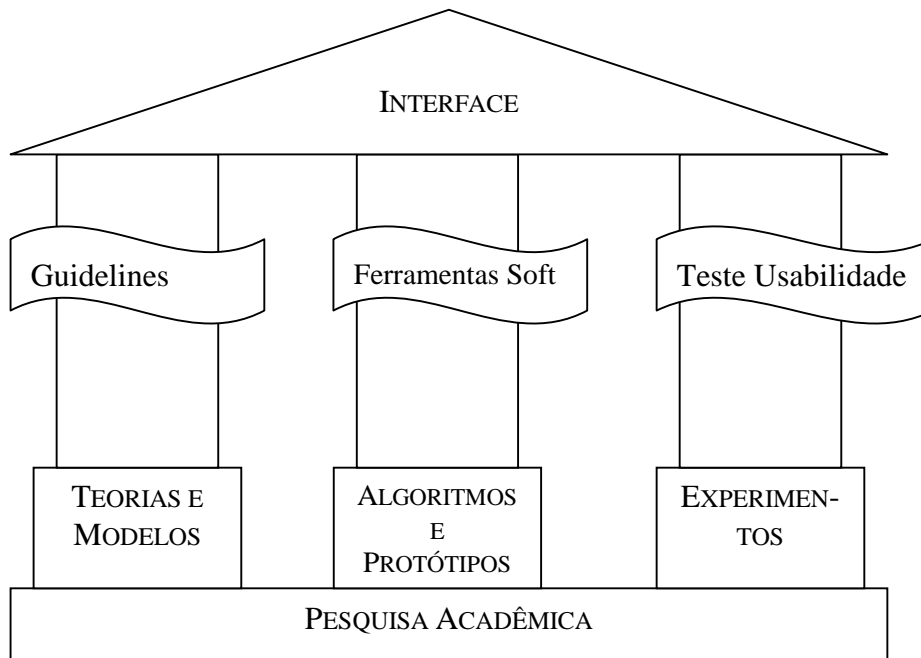 INTERFACE
Guidelines
Ferramentas Soft
Teste Usabilidade
TEORIAS E
MODELOS
ALGORITMOS
E
PROTÓTIPOS
EXPERIMEN-
TOS
PESQUISA ACADÊMICA